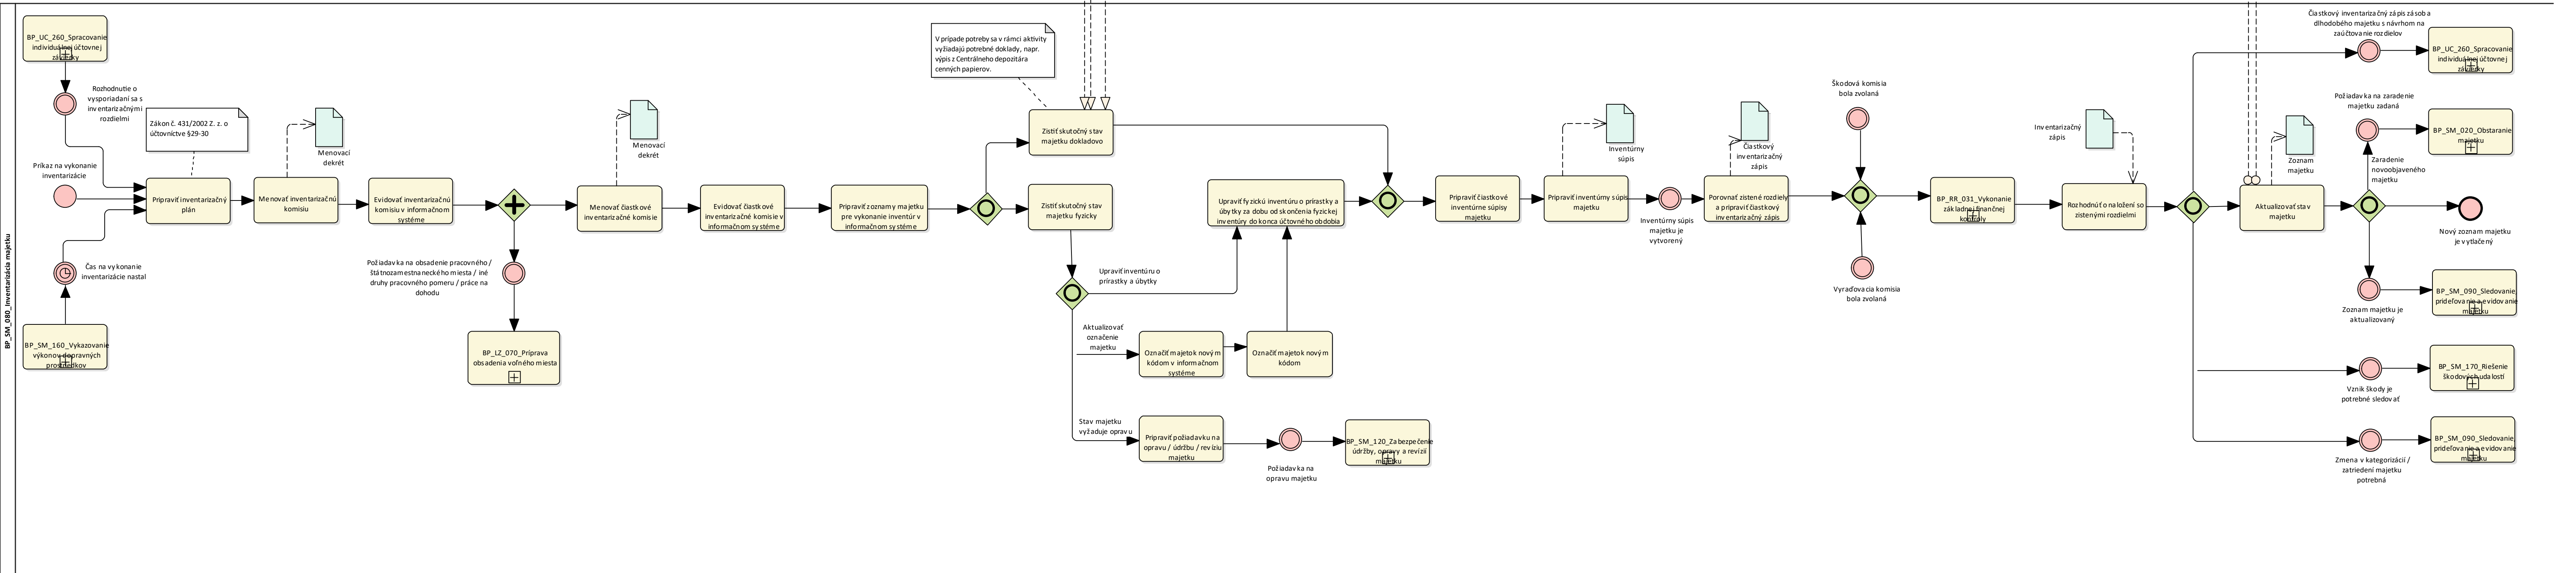 BP_SM_080_Inventarizácia majetku
BP_UC_260_Spracovanie
individuálnej účtovnej
závierky
Rozhodnutie o
vysporiadaní sa s
inventarizačnými
rozdielmi
Zákon č. 431/2002 Z. z. o
účtovníctve §29-30
Príkaz na vykonanie
inventarizácie
Čas na vykonanie
inventarizácie nastal
BP_SM_160_Vykazovanie
výkonov dopravných
prostriedkov
Pripraviť inventarizačný
plán
Menovať inventarizačnú
komisiu
Menovací
dekrét
Evidovať inventarizačnú
komisiu v informačnom
systéme
Požiadavka na obsadenie pracovného /
štátnozamestnaneckého miesta / iné
druhy pracovného pomeru / práce na
dohodu
BP_LZ_070_Príprava
obsadenia voľného miesta
Menovať čiastkové
inventarizačné komisie
Menovací
dekrét
Evidovať čiastkové
inventarizačné komisie v
informačnom systéme
Pripraviť zoznamy majetku
pre vykonanie inventúr v
informačnom systéme
V prípade potreby sa v rámci aktivity
vyžiadajú potrebné doklady, napr.
výpis z Centrálneho depozitára
cenných papierov.
Zistiť skutočný stav
majetku dokladovo
Zistiť skutočný stav
majetku fyzicky
Upraviť inventúru o
prírastky a úbytky
Aktualizovať
označenie
majetku
Označiť majetok novým
kódom v informačnom
systéme
Označiť majetok novým
kódom
Stav majetku
vyžaduje opravu
Pripraviť požiadavku na
opravu / údržbu / revíziu
majetku
Požiadavka na
opravu majetku
BP_SM_120_Zabezpečenie
údržby, opravy a revízií
majetku
Upraviť fyzickú inventúru o prírastky a
úbytky za dobu od skončenia fyzickej
inventúry do konca účtovného obdobia
Pripraviť čiastkové
inventúrne súpisy
majetku
Pripraviť inventúrny súpis
majetku
Inventúrny
súpis
Inventúrny súpis
majetku je
vytvorený
Porovnať zistené rozdiely
a pripraviť čiastkový
inventarizačný zápis
Čiastkový
inventarizačný
zápis
Škodová komisia
bola zvolaná
Vyraďovacia komisia
bola zvolaná
BP_RR_031_Vykonanie
základnej finančnej
kontroly
Inventarizačný
zápis
Rozhodnúť o naložení so
zistenými rozdielmi
Aktualizovať stav
majetku
Zoznam
majetku
Čiastkový inventarizačný zápis zásob a
dlhodobého majetku s návrhom na
zaúčtovanie rozdielov
BP_UC_260_Spracovanie
individuálnej účtovnej
závierky
Požiadavka na zaradenie
majetku zadaná
BP_SM_020_Obstaranie
majetku
Zaradenie
novoobjaveného
majetku
Nový zoznam majetku
je vytlačený
Zoznam majetku je
aktualizovaný
BP_SM_090_Sledovanie,
prideľovanie a evidovanie
majetku
Vznik škody je
potrebné sledovať
BP_SM_170_Riešenie
škodových udalostí
Zmena v kategorizácií /
zatriedení majetku
potrebná
BP_SM_090_Sledovanie,
prideľovanie a evidovanie
majetku